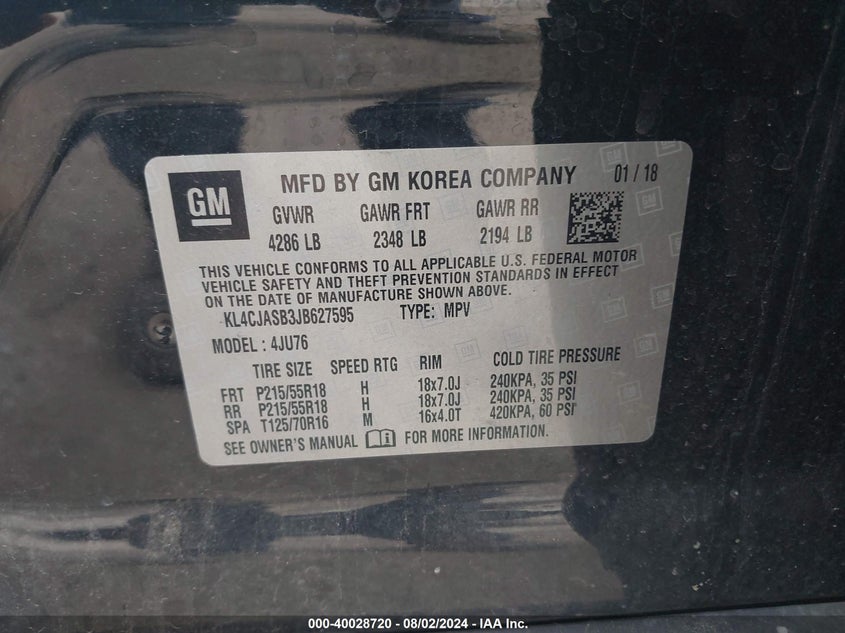 GM MFD BY GM KOREA COMPANY 01 / 18
GVWR GAWR FRT GAWR RR
4286 LB 2348 LB 2194 LB
THIS VEHICLE CONFORMS TO ALL APPLICABLE U.S. FEDERAL MOTOR
VEHICLE SAFETY AND THEFT PREVENTION STANDARDS IN EFFECT
ON THE DATE OF MANUFACTURE SHOWN ABOVE.
KL4CJASB3JB627595 TYPE: MPV
MODEL : 4JU76
TIRE SIZE SPEED RTG RIM COLD TIRE PRESSURE
FRT P215/55R18 H 18x7.0J 240KPA, 35 PSI
RR P215/55R18 H 18x7.0J 240KPA, 35 PSI
SPA T125/70R16 M 16x4.0T 420KPA, 60 PSI
SEE OWNER'S MANUAL FOR MORE INFORMATION.
000-40028720 - 08/02/2024 - IAA Inc.